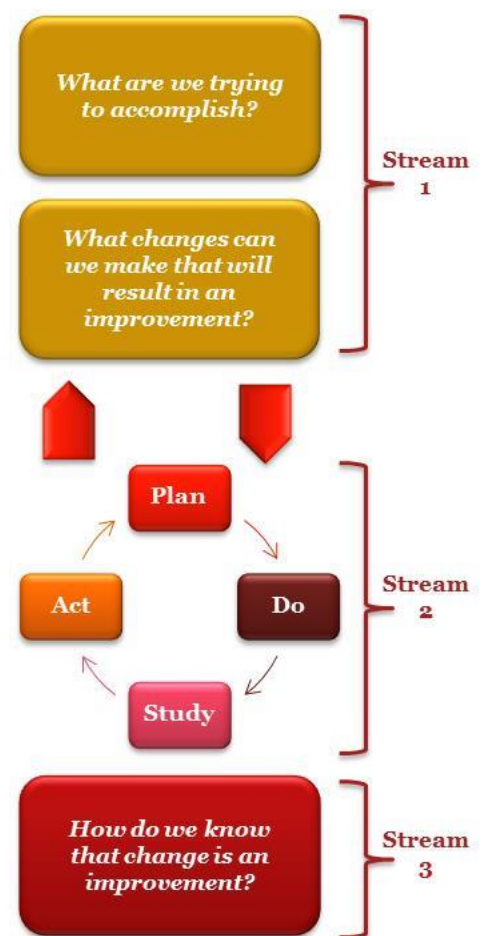 What are we trying
to accomplish?
Stream
1
What changes can
we make that will
result in an
improvement?
Plan
Act
Do
Stream
2
Study
How do we know
that change is an
improvement?
Stream
3